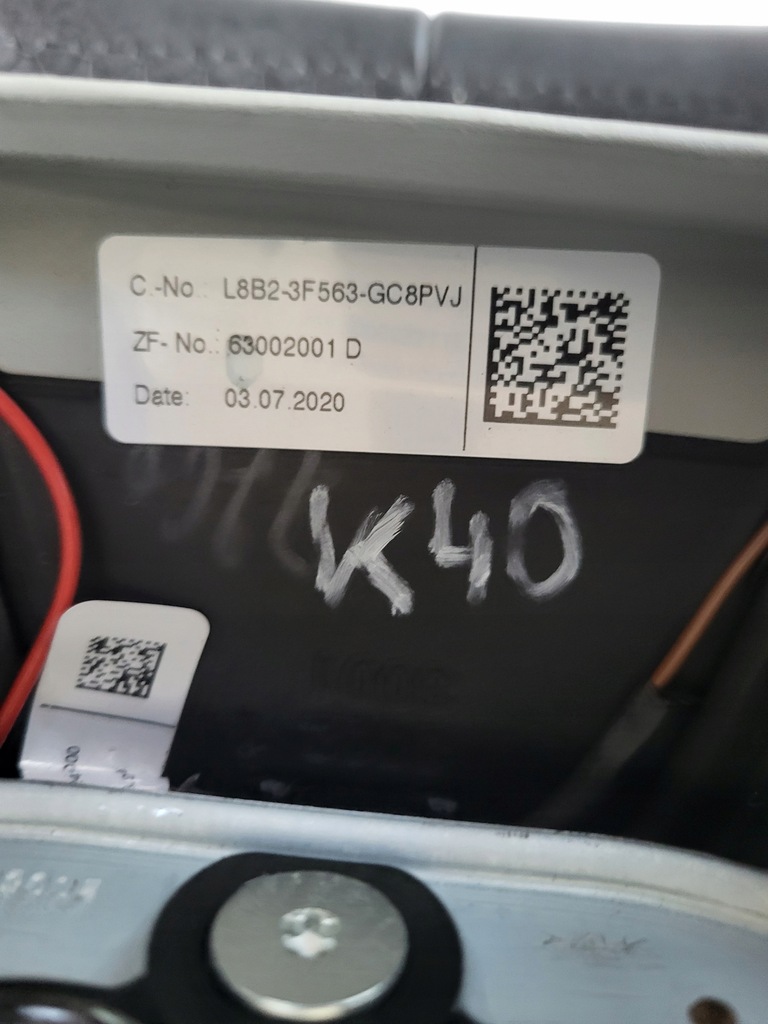 C.-No.: L8B2-3F563-GC8PVJ
ZF- No.: 63002001 D
Date: 03.07.2020
K40